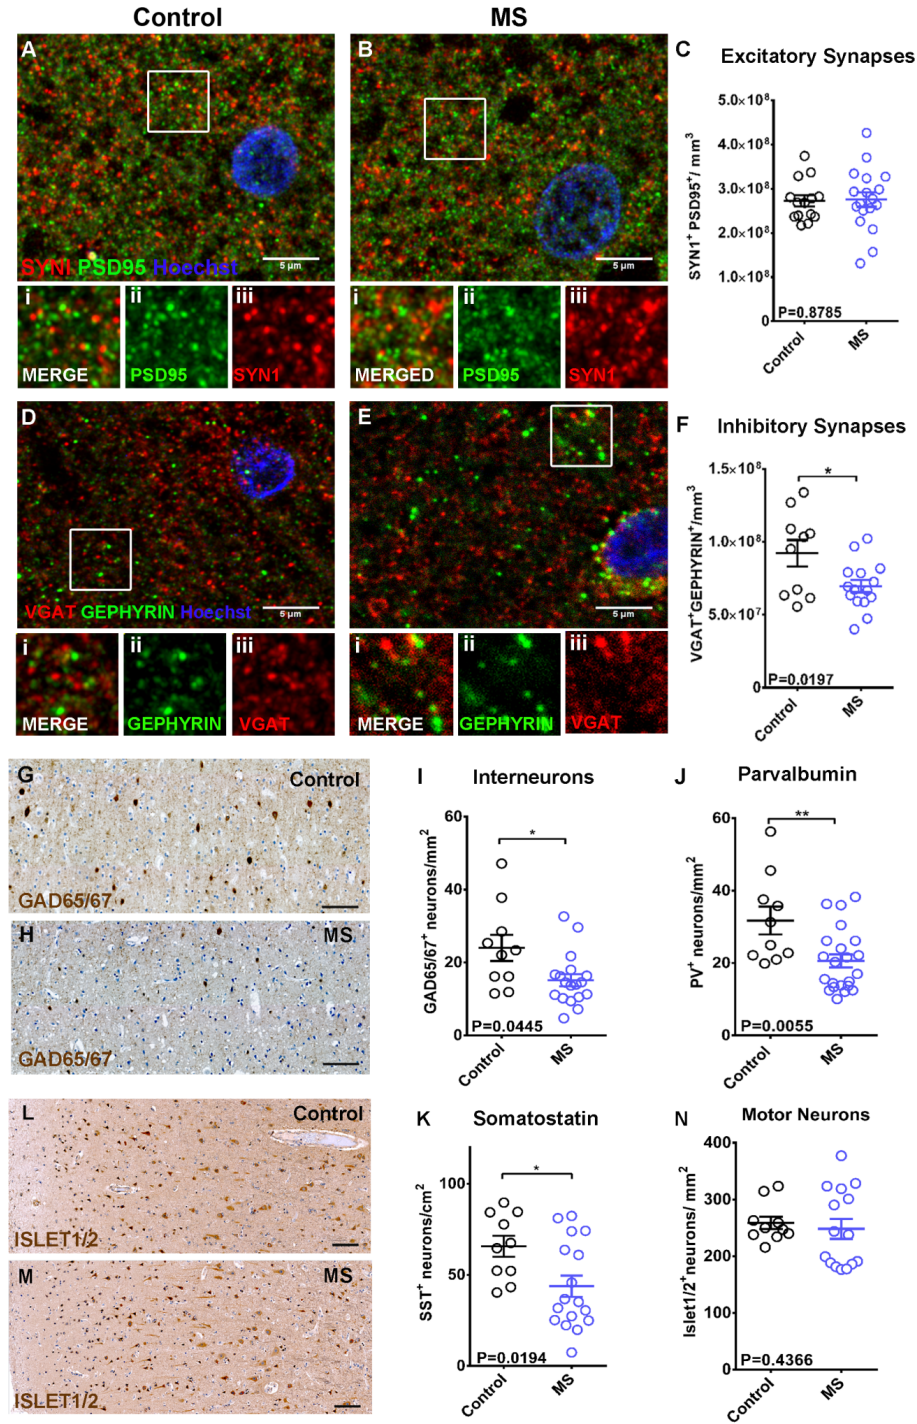 Control
MS
A
SYNI PSD95 Hoechst
5 µm
B
5 µm
C
Excitatory Synapses
SYN1⁺ PSD95⁺/ mm³
5.0×10⁸
4.0×10⁸
3.0×10⁸
2.0×10⁸
1.0×10⁸
0
P=0.8785
Control
MS
i
MERGE
ii
PSD95
iii
SYN1
i
MERGED
ii
PSD95
iii
SYN1
D
VGAT GEPHYRIN Hoechst
5 µm
E
5 µm
F
Inhibitory Synapses
VGAT⁺GEPHYRIN⁺/mm³
1.5×10⁸
1.0×10⁸
5.0×10⁷
0
*
P=0.0197
Control
MS
i
MERGE
ii
GEPHYRIN
iii
VGAT
i
MERGE
ii
GEPHYRIN
iii
VGAT
G
Control
GAD65/67
H
MS
GAD65/67
I
Interneurons
GAD65/67⁺ neurons/mm²
60
40
20
0
*
P=0.0445
Control
MS
J
Parvalbumin
PV⁺ neurons/mm²
60
40
20
0
**
P=0.0055
Control
MS
L
Control
ISLET1/2
M
MS
ISLET1/2
K
Somatostatin
SST⁺ neurons/cm²
100
50
0
*
P=0.0194
Control
MS
N
Motor Neurons
Islet1/2⁺neurons/ mm²
400
300
200
100
0
P=0.4366
Control
MS